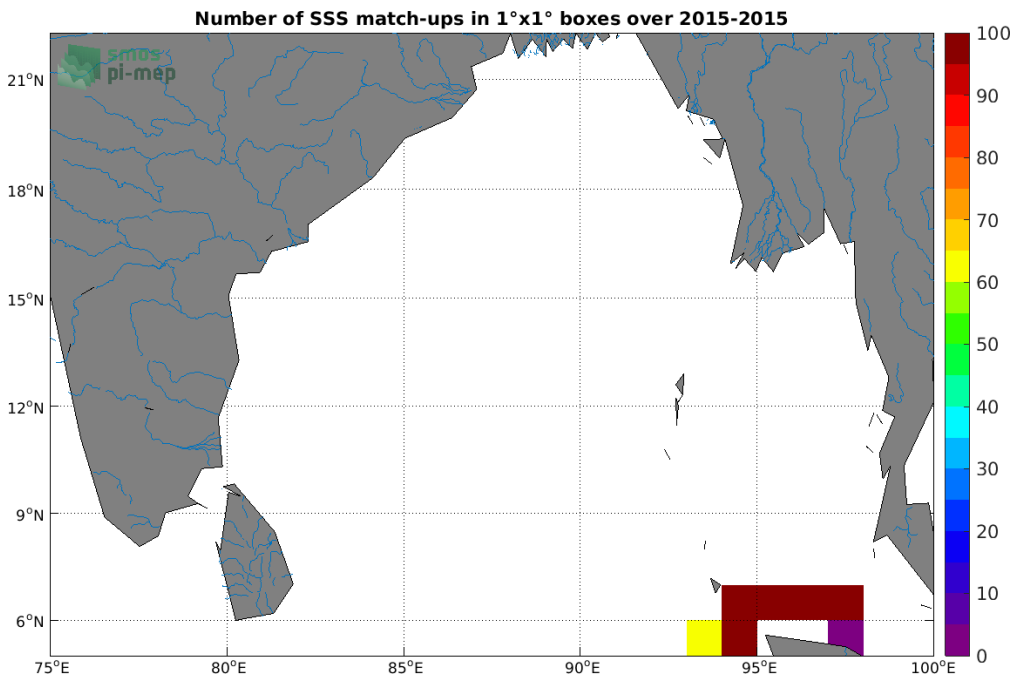 Number of SSS match-ups in 1°x1° boxes over 2015-2015
smos
pi-mep
21°N
18°N
15°N
12°N
9°N
6°N
75°E 80°E 85°E 90°E 95°E 100°E
100
90
80
70
60
50
40
30
20
10
0